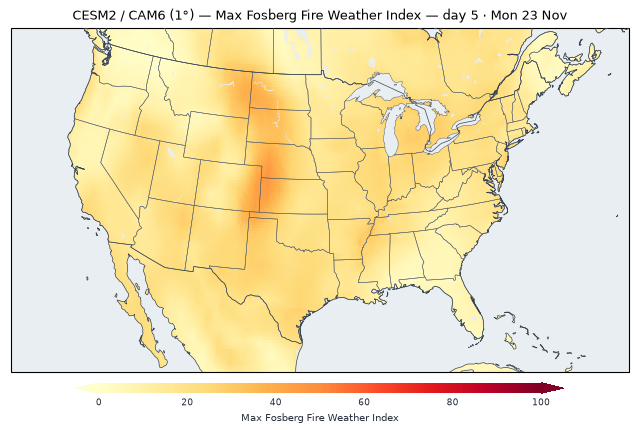 CESM2 / CAM6 (1°) — Max Fosberg Fire Weather Index — day 5 · Mon 23 Nov
0 20 40 60 80 100
Max Fosberg Fire Weather Index